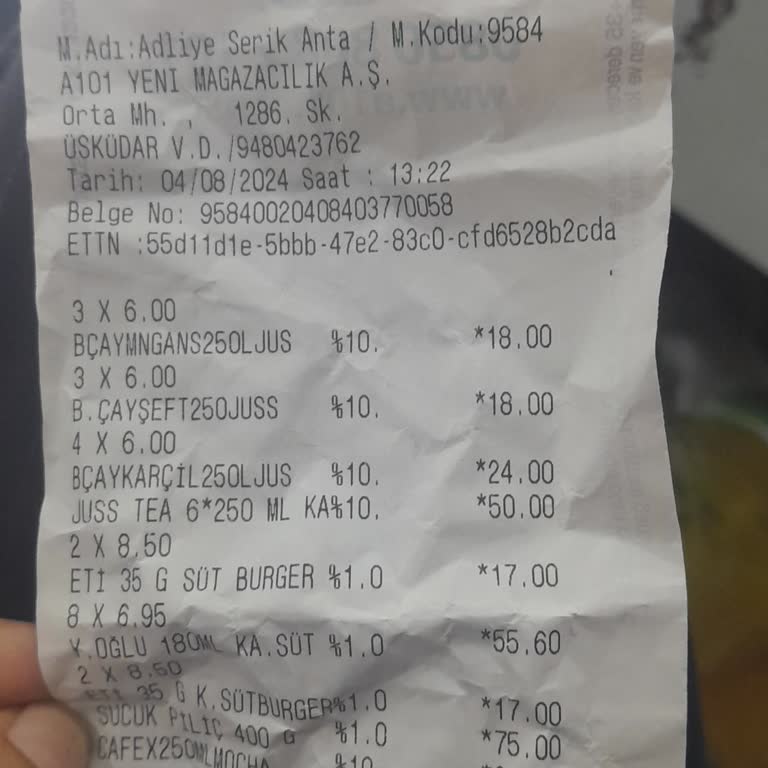 M.Adı:Adliye Serik Anta / M.Kodu:9584
A101 YENİ MAGAZACILIK A.Ş.
Orta Mh. , 1286. Sk.
ÜSKÜDAR V.D./9480423762
Tarih: 04/08/2024 Saat : 13:22
Belge No: 95840020408403770058
ETTN :55d11d1e-5bbb-47e2-83c0-cfd6528b2cda
3 X 6.00
BÇAYMNGANS250LJUS %10. *18.00
3 X 6.00
B.ÇAYŞEFT250JUSS %10. *18.00
4 X 6.00
BÇAYKARÇİL250LJUS %10. *24.00
JUSS TEA 6*250 ML KA%10. *50.00
2 X 8.50
ETİ 35 G SÜT BURGER %1.0 *17.00
8 X 6.95
Y.OĞLU 180ML KA.SÜT %1.0 *55.60
2 X 8.50
ETİ 35 G K.SÜTBURGER%1.0 *17.00
SUCUK PİLİÇ 400 G %1.0 *75.00
CAFEX250MLMOCHA %10